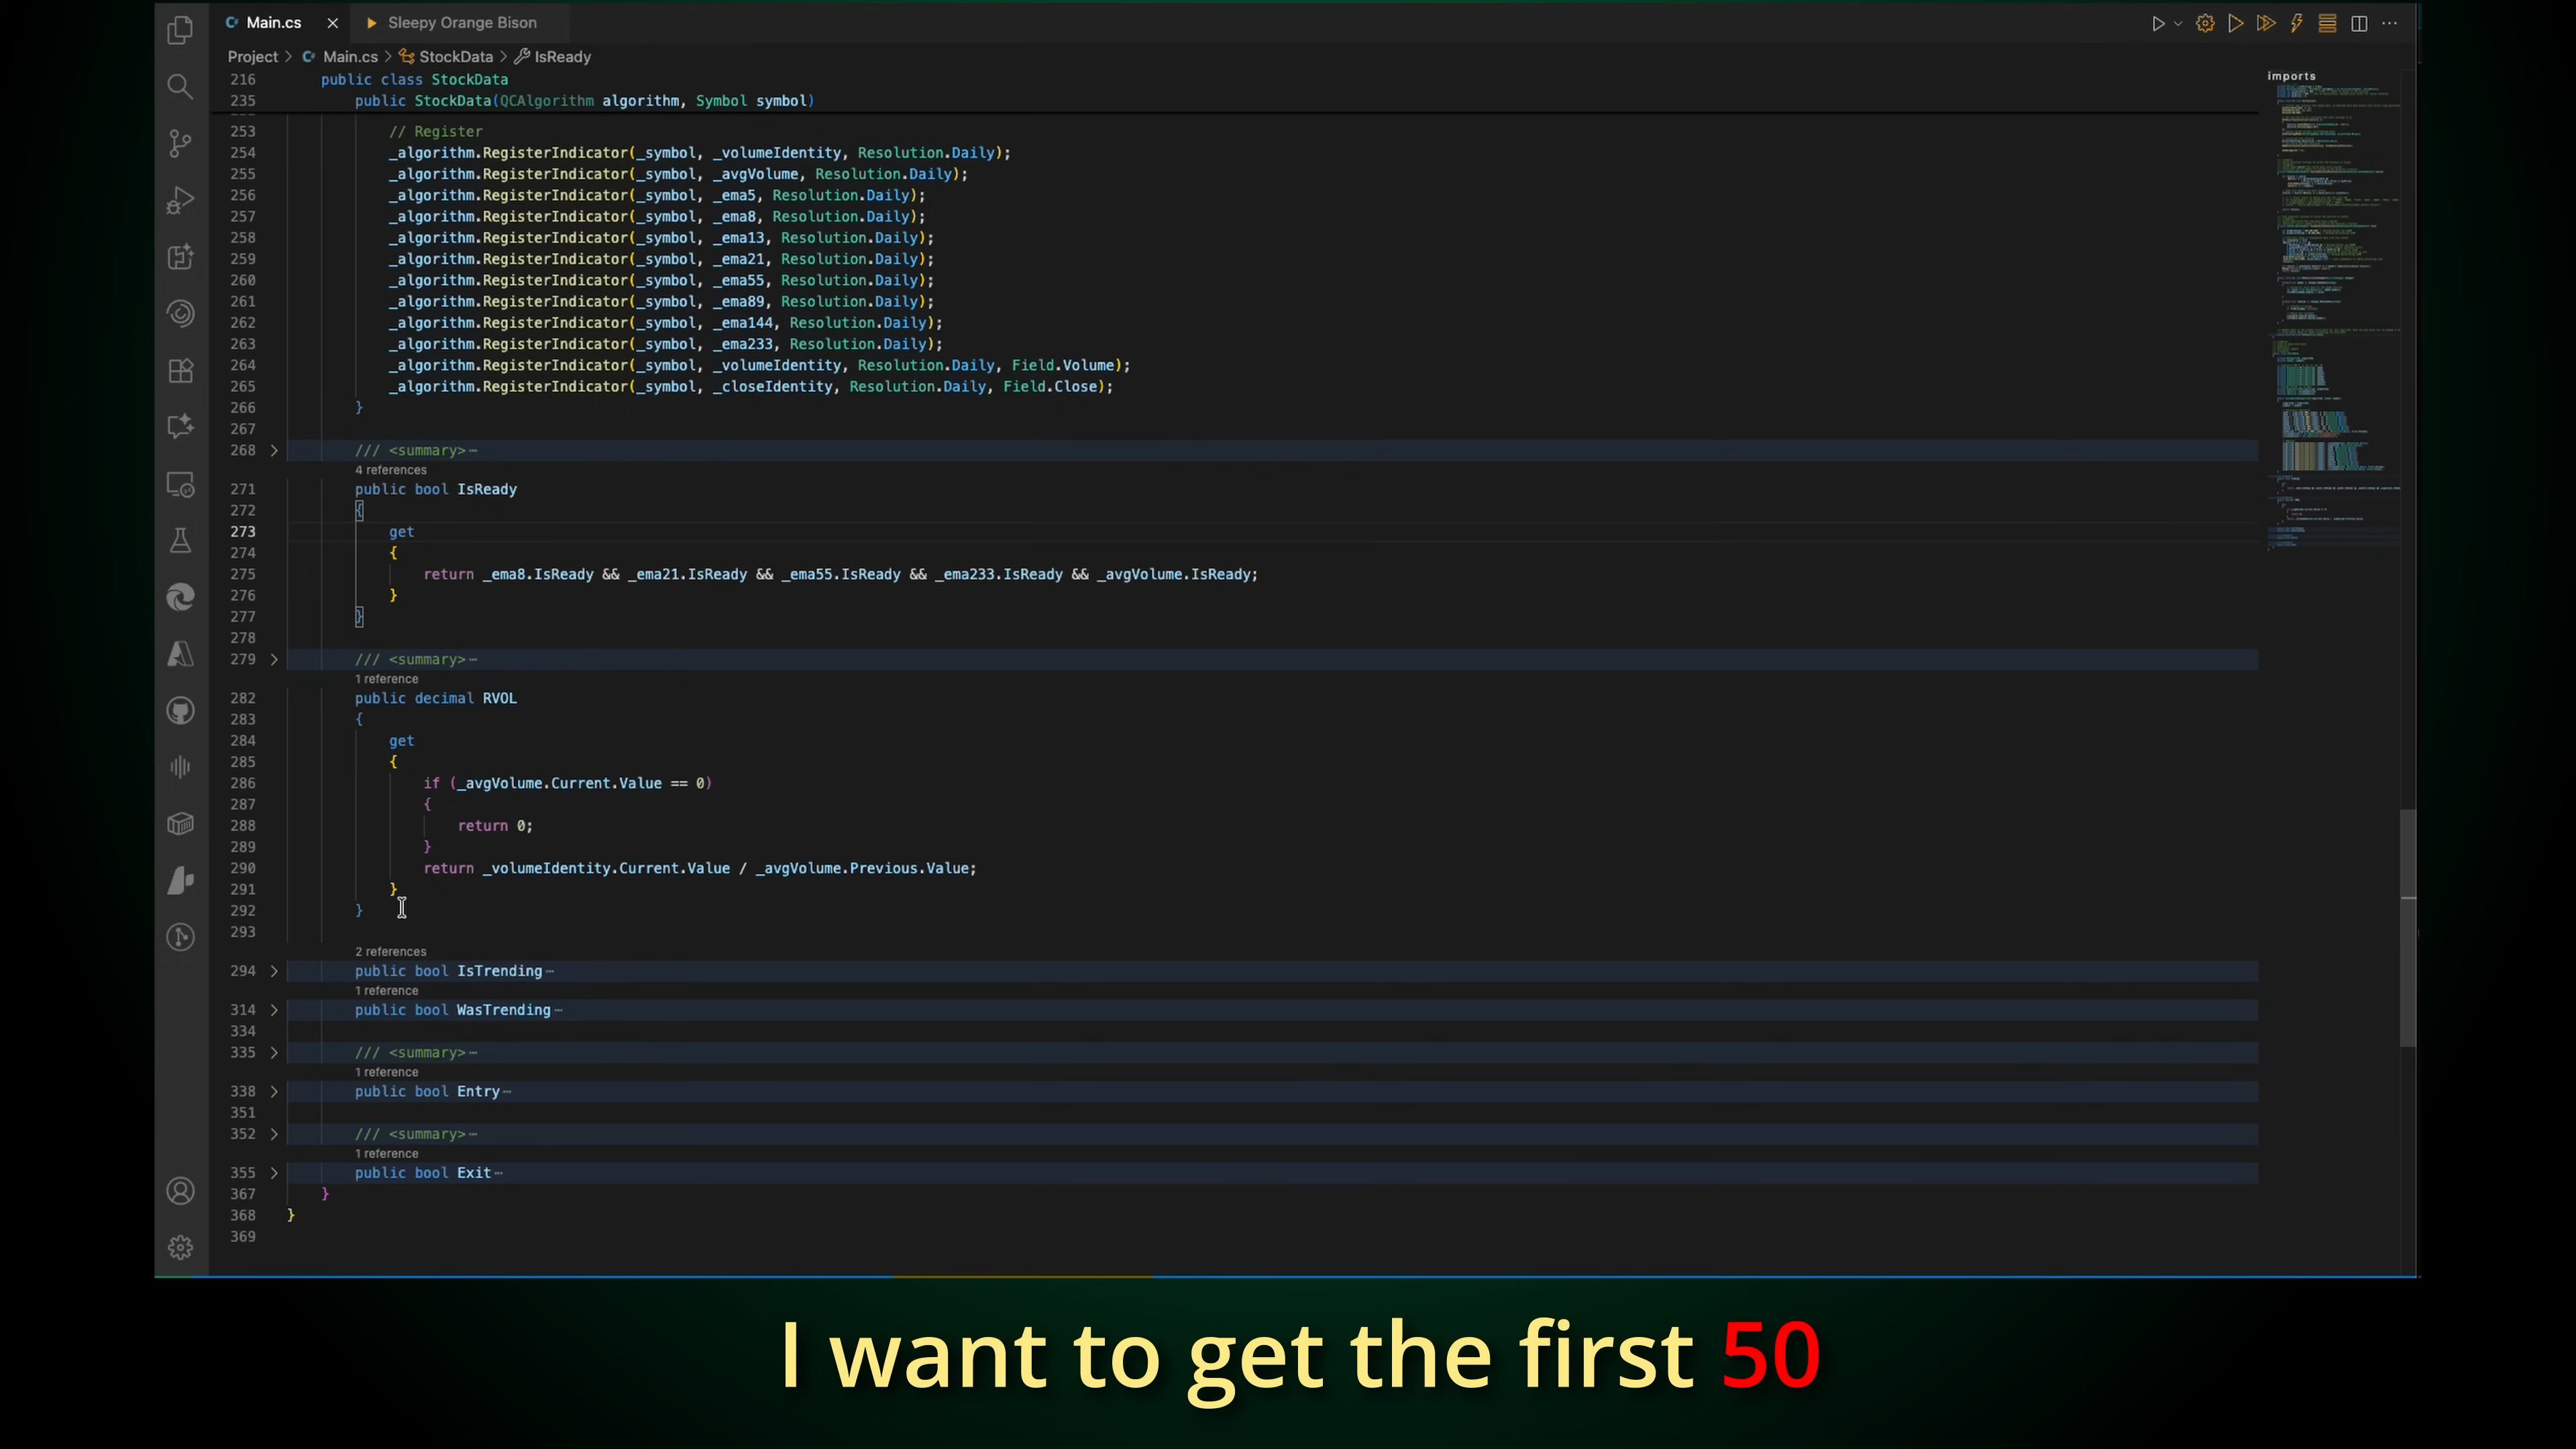 Main.cs
Sleepy Orange Bison
Project > Main.cs > StockData > IsReady
imports
216 public class StockData
235 public StockData(QCAlgorithm algorithm, Symbol symbol)
253 // Register
254 _algorithm.RegisterIndicator(_symbol, _volumeIdentity, Resolution.Daily);
255 _algorithm.RegisterIndicator(_symbol, _avgVolume, Resolution.Daily);
256 _algorithm.RegisterIndicator(_symbol, _ema5, Resolution.Daily);
257 _algorithm.RegisterIndicator(_symbol, _ema8, Resolution.Daily);
258 _algorithm.RegisterIndicator(_symbol, _ema13, Resolution.Daily);
259 _algorithm.RegisterIndicator(_symbol, _ema21, Resolution.Daily);
260 _algorithm.RegisterIndicator(_symbol, _ema55, Resolution.Daily);
261 _algorithm.RegisterIndicator(_symbol, _ema89, Resolution.Daily);
262 _algorithm.RegisterIndicator(_symbol, _ema144, Resolution.Daily);
263 _algorithm.RegisterIndicator(_symbol, _ema233, Resolution.Daily);
264 _algorithm.RegisterIndicator(_symbol, _volumeIdentity, Resolution.Daily, Field.Volume);
265 _algorithm.RegisterIndicator(_symbol, _closeIdentity, Resolution.Daily, Field.Close);
266 }
267
268 /// <summary>⋯
4 references
271 public bool IsReady
272 {
273 get
274 {
275 return _ema8.IsReady && _ema21.IsReady && _ema55.IsReady && _ema233.IsReady && _avgVolume.IsReady;
276 }
277 }
278
279 /// <summary>⋯
1 reference
282 public decimal RVOL
283 {
284 get
285 {
286 if (_avgVolume.Current.Value == 0)
287 {
288 return 0;
289 }
290 return _volumeIdentity.Current.Value / _avgVolume.Previous.Value;
291 }
292 }
293
2 references
294 public bool IsTrending⋯
1 reference
314 public bool WasTrending⋯
334
335 /// <summary>⋯
1 reference
338 public bool Entry⋯
351
352 /// <summary>⋯
1 reference
355 public bool Exit⋯
367 }
368 }
369
I want to get the first 50